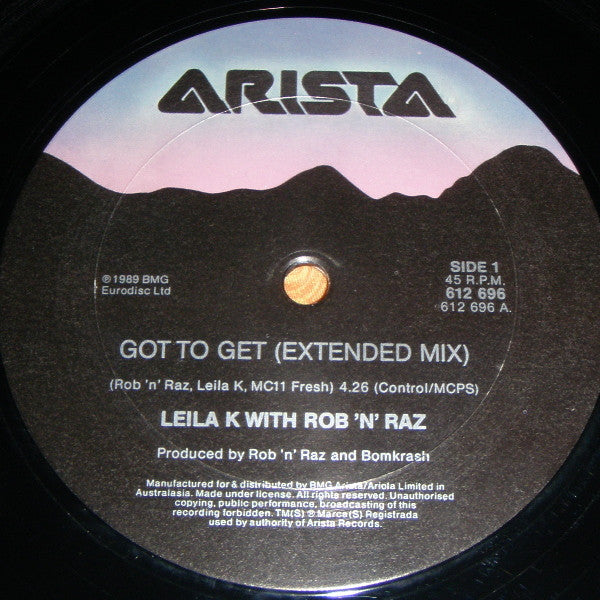 ARISTA
℗ 1989 BMG
Eurodisc Ltd
SIDE 1
45 R.P.M.
612 696
612 696 A.
GOT TO GET (EXTENDED MIX)
(Rob 'n' Raz, Leila K, MC11 Fresh) 4.26 (Control/MCPS)
LEILA K WITH ROB 'N' RAZ
Produced by Rob 'n' Raz and Bomkrash
Manufactured for & distributed by BMG Arista/Ariola Limited in
Australasia. Made under license. All rights reserved. Unauthorised
copying, public performance, broadcasting of this
recording forbidden. TM(S) ® Marca(S) Registrada
used by authority of Arista Records.